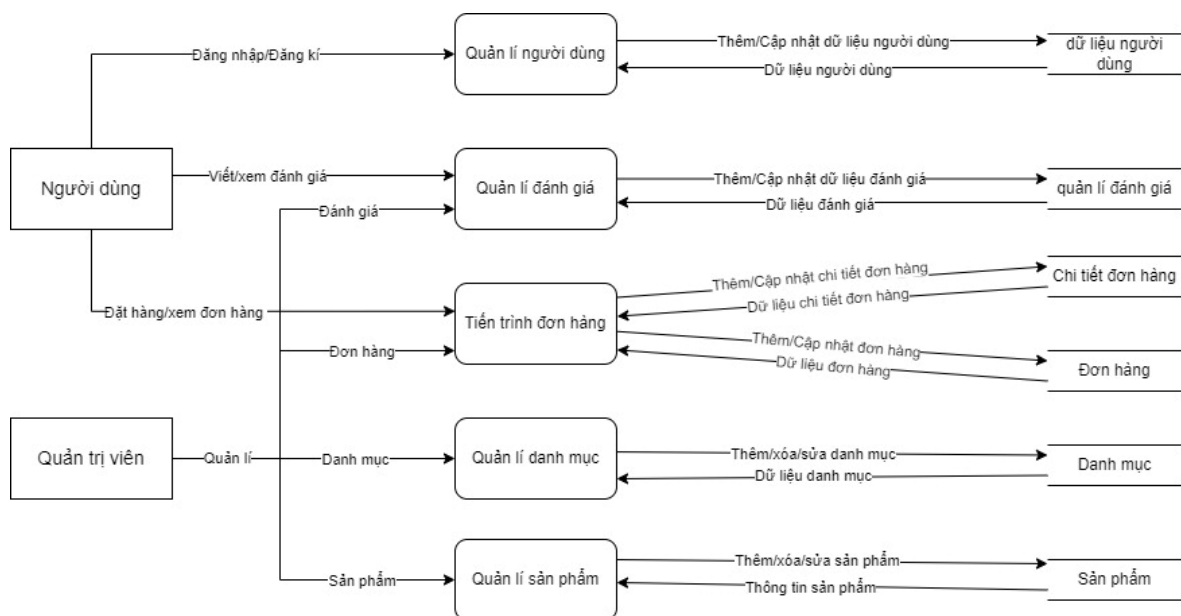 Đăng nhập/Đăng kí
Quản lí người dùng
Thêm/Cập nhật dữ liệu người dùng
Dữ liệu người dùng
dữ liệu người
dùng
Người dùng
Viết/xem đánh giá
Đánh giá
Quản lí đánh giá
Thêm/Cập nhật dữ liệu đánh giá
Dữ liệu đánh giá
quản lí đánh giá
Đặt hàng/xem đơn hàng
Đơn hàng
Tiến trình đơn hàng
Thêm/Cập nhật chi tiết đơn hàng
Dữ liệu chi tiết đơn hàng
Chi tiết đơn hàng
Thêm/Cập nhật đơn hàng
Dữ liệu đơn hàng
Đơn hàng
Quản trị viên
Quản lí
Danh mục
Quản lí danh mục
Thêm/xóa/sửa danh mục
Dữ liệu danh mục
Danh mục
Sản phẩm
Quản lí sản phẩm
Thêm/xóa/sửa sản phẩm
Thông tin sản phẩm
Sản phẩm